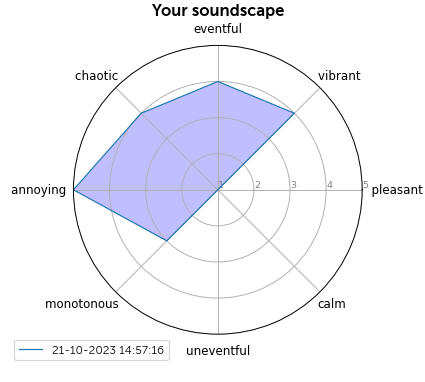 Your soundscape
eventful
chaotic
vibrant
annoying
1 2 3 4 5
pleasant
monotonous
calm
uneventful
21-10-2023 14:57:16